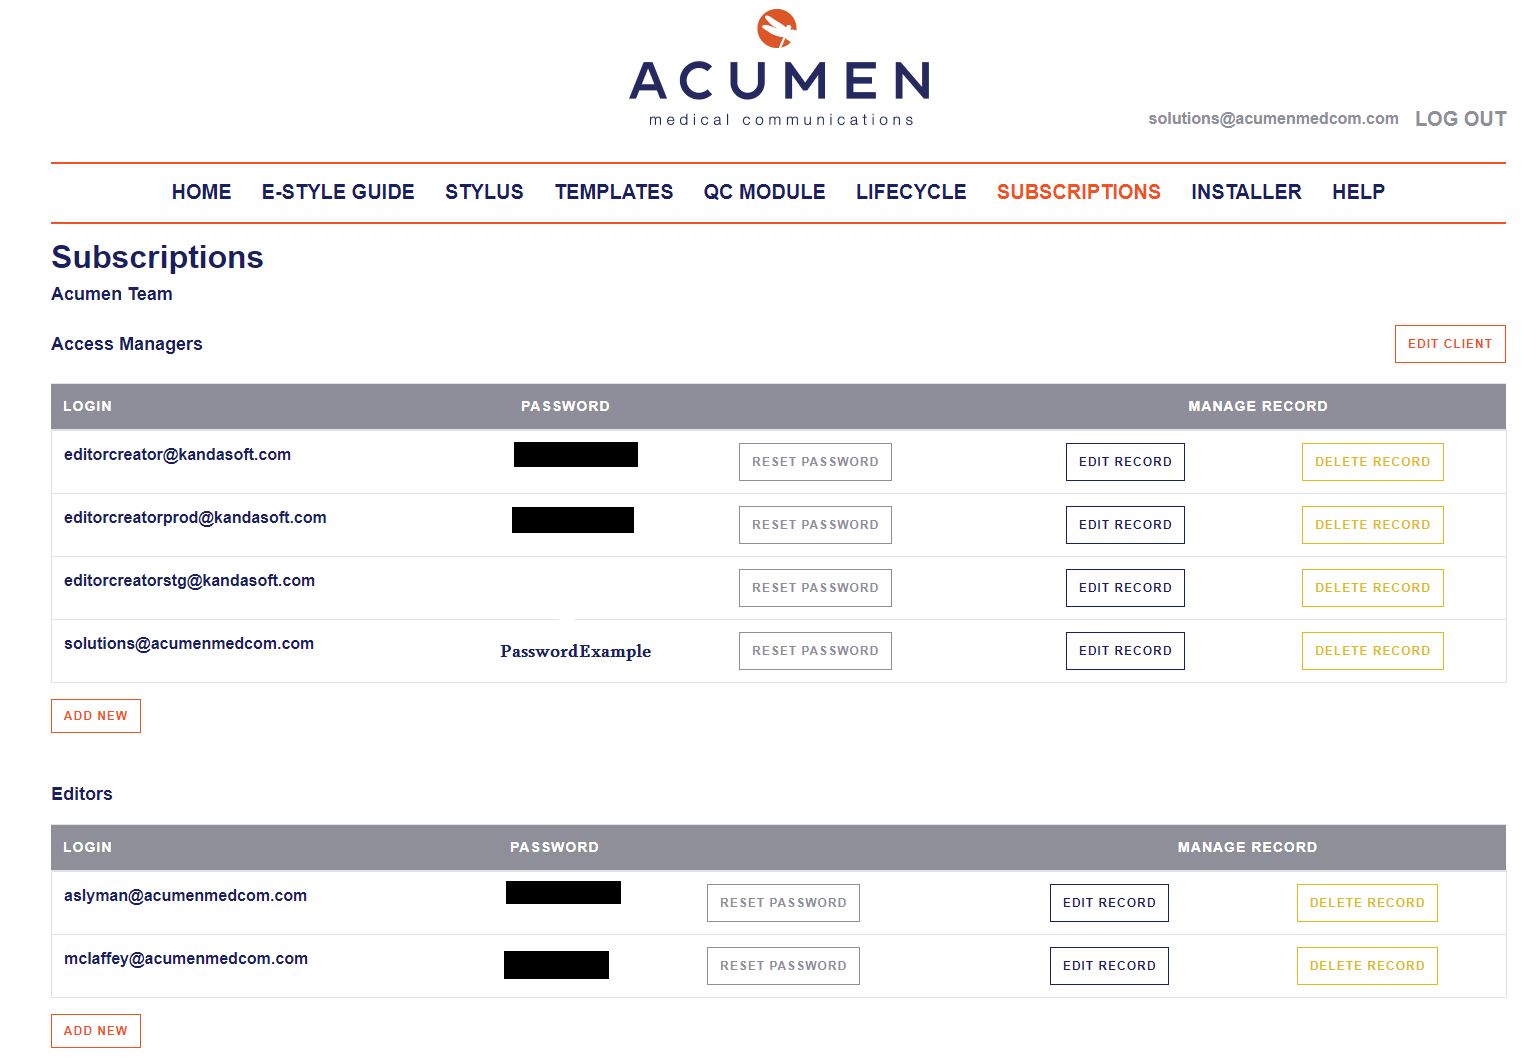 ACUMEN
medical communications
solutions@acumenmedcom.com LOG OUT
HOME E-STYLE GUIDE STYLUS TEMPLATES QC MODULE LIFECYCLE SUBSCRIPTIONS INSTALLER HELP
Subscriptions
Acumen Team
Access Managers EDIT CLIENT
LOGIN PASSWORD MANAGE RECORD
editorcreator@kandasoft.com RESET PASSWORD EDIT RECORD DELETE RECORD
editorcreatorprod@kandasoft.com RESET PASSWORD EDIT RECORD DELETE RECORD
editorcreatorstg@kandasoft.com RESET PASSWORD EDIT RECORD DELETE RECORD
solutions@acumenmedcom.com PasswordExample RESET PASSWORD EDIT RECORD DELETE RECORD
ADD NEW
Editors
LOGIN PASSWORD MANAGE RECORD
aslyman@acumenmedcom.com RESET PASSWORD EDIT RECORD DELETE RECORD
mclaffey@acumenmedcom.com RESET PASSWORD EDIT RECORD DELETE RECORD
ADD NEW